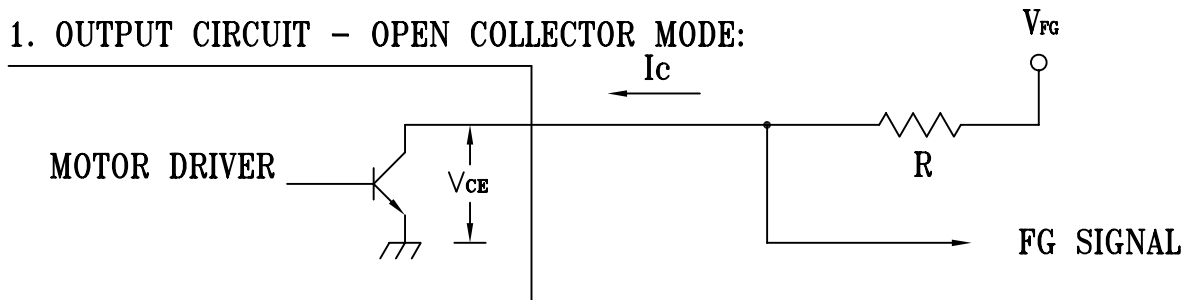 1. OUTPUT CIRCUIT - OPEN COLLECTOR MODE:
VFG
Ic
MOTOR DRIVER
VCE
R
FG SIGNAL